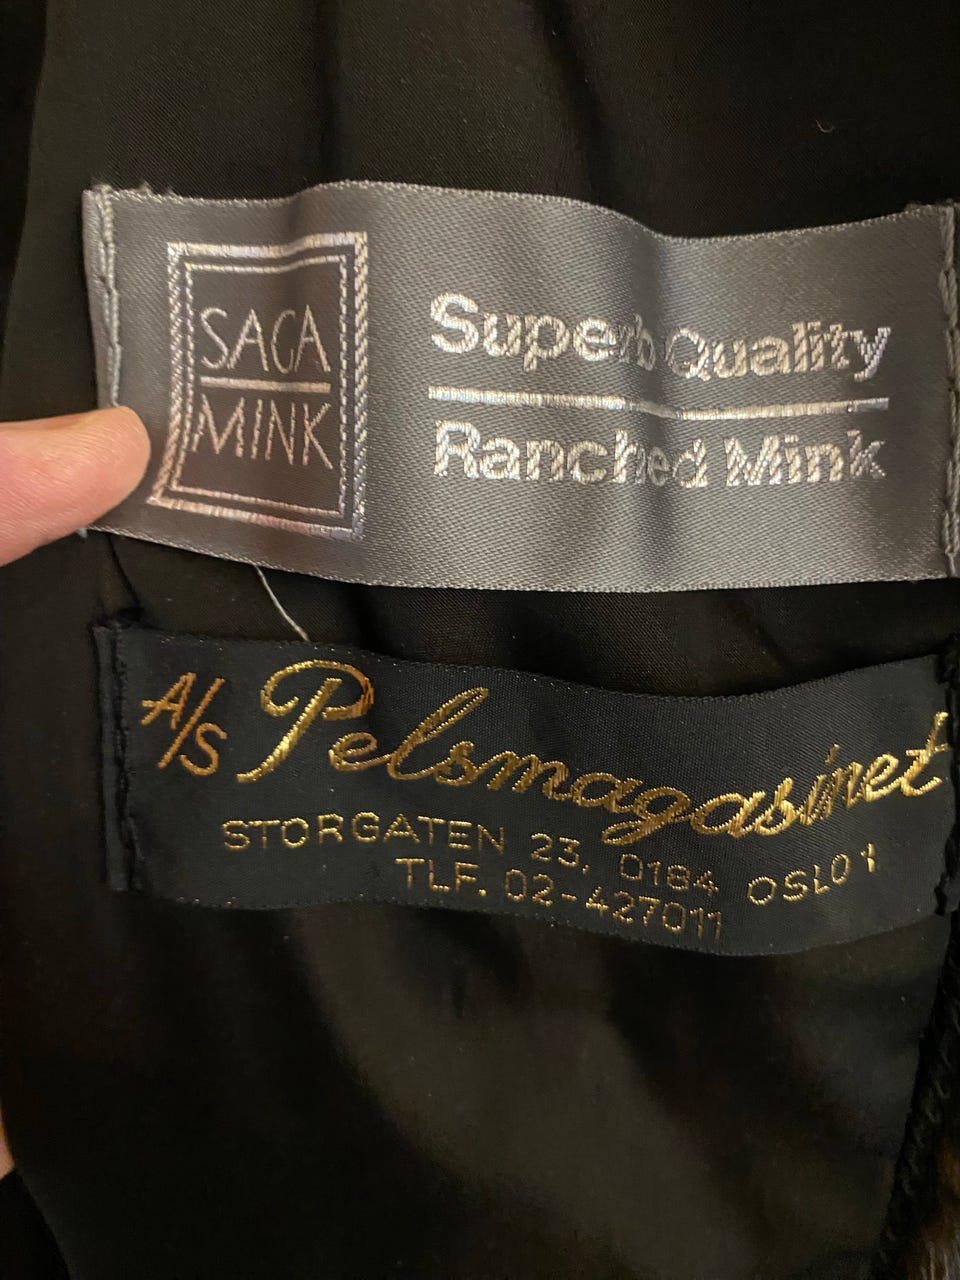 SAGA
MINK
Superb Quality
Ranched Mink
A/S Pelsmagasinet
STORGATEN 23, 0184 OSLO 1
TLF. 02-427011